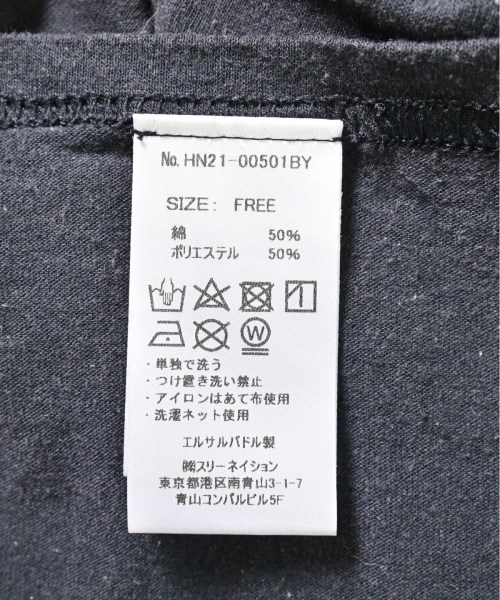 No. HN21-00501BY
SIZE: FREE
綿 50%
ポリエステル 50%
W
・単独で洗う
・つけ置き洗い禁止
・アイロンはあて布使用
・洗濯ネット使用
エルサルバドル製
㈱スリーネイション
東京都港区南青山3-1-7
青山コンパルビル5F